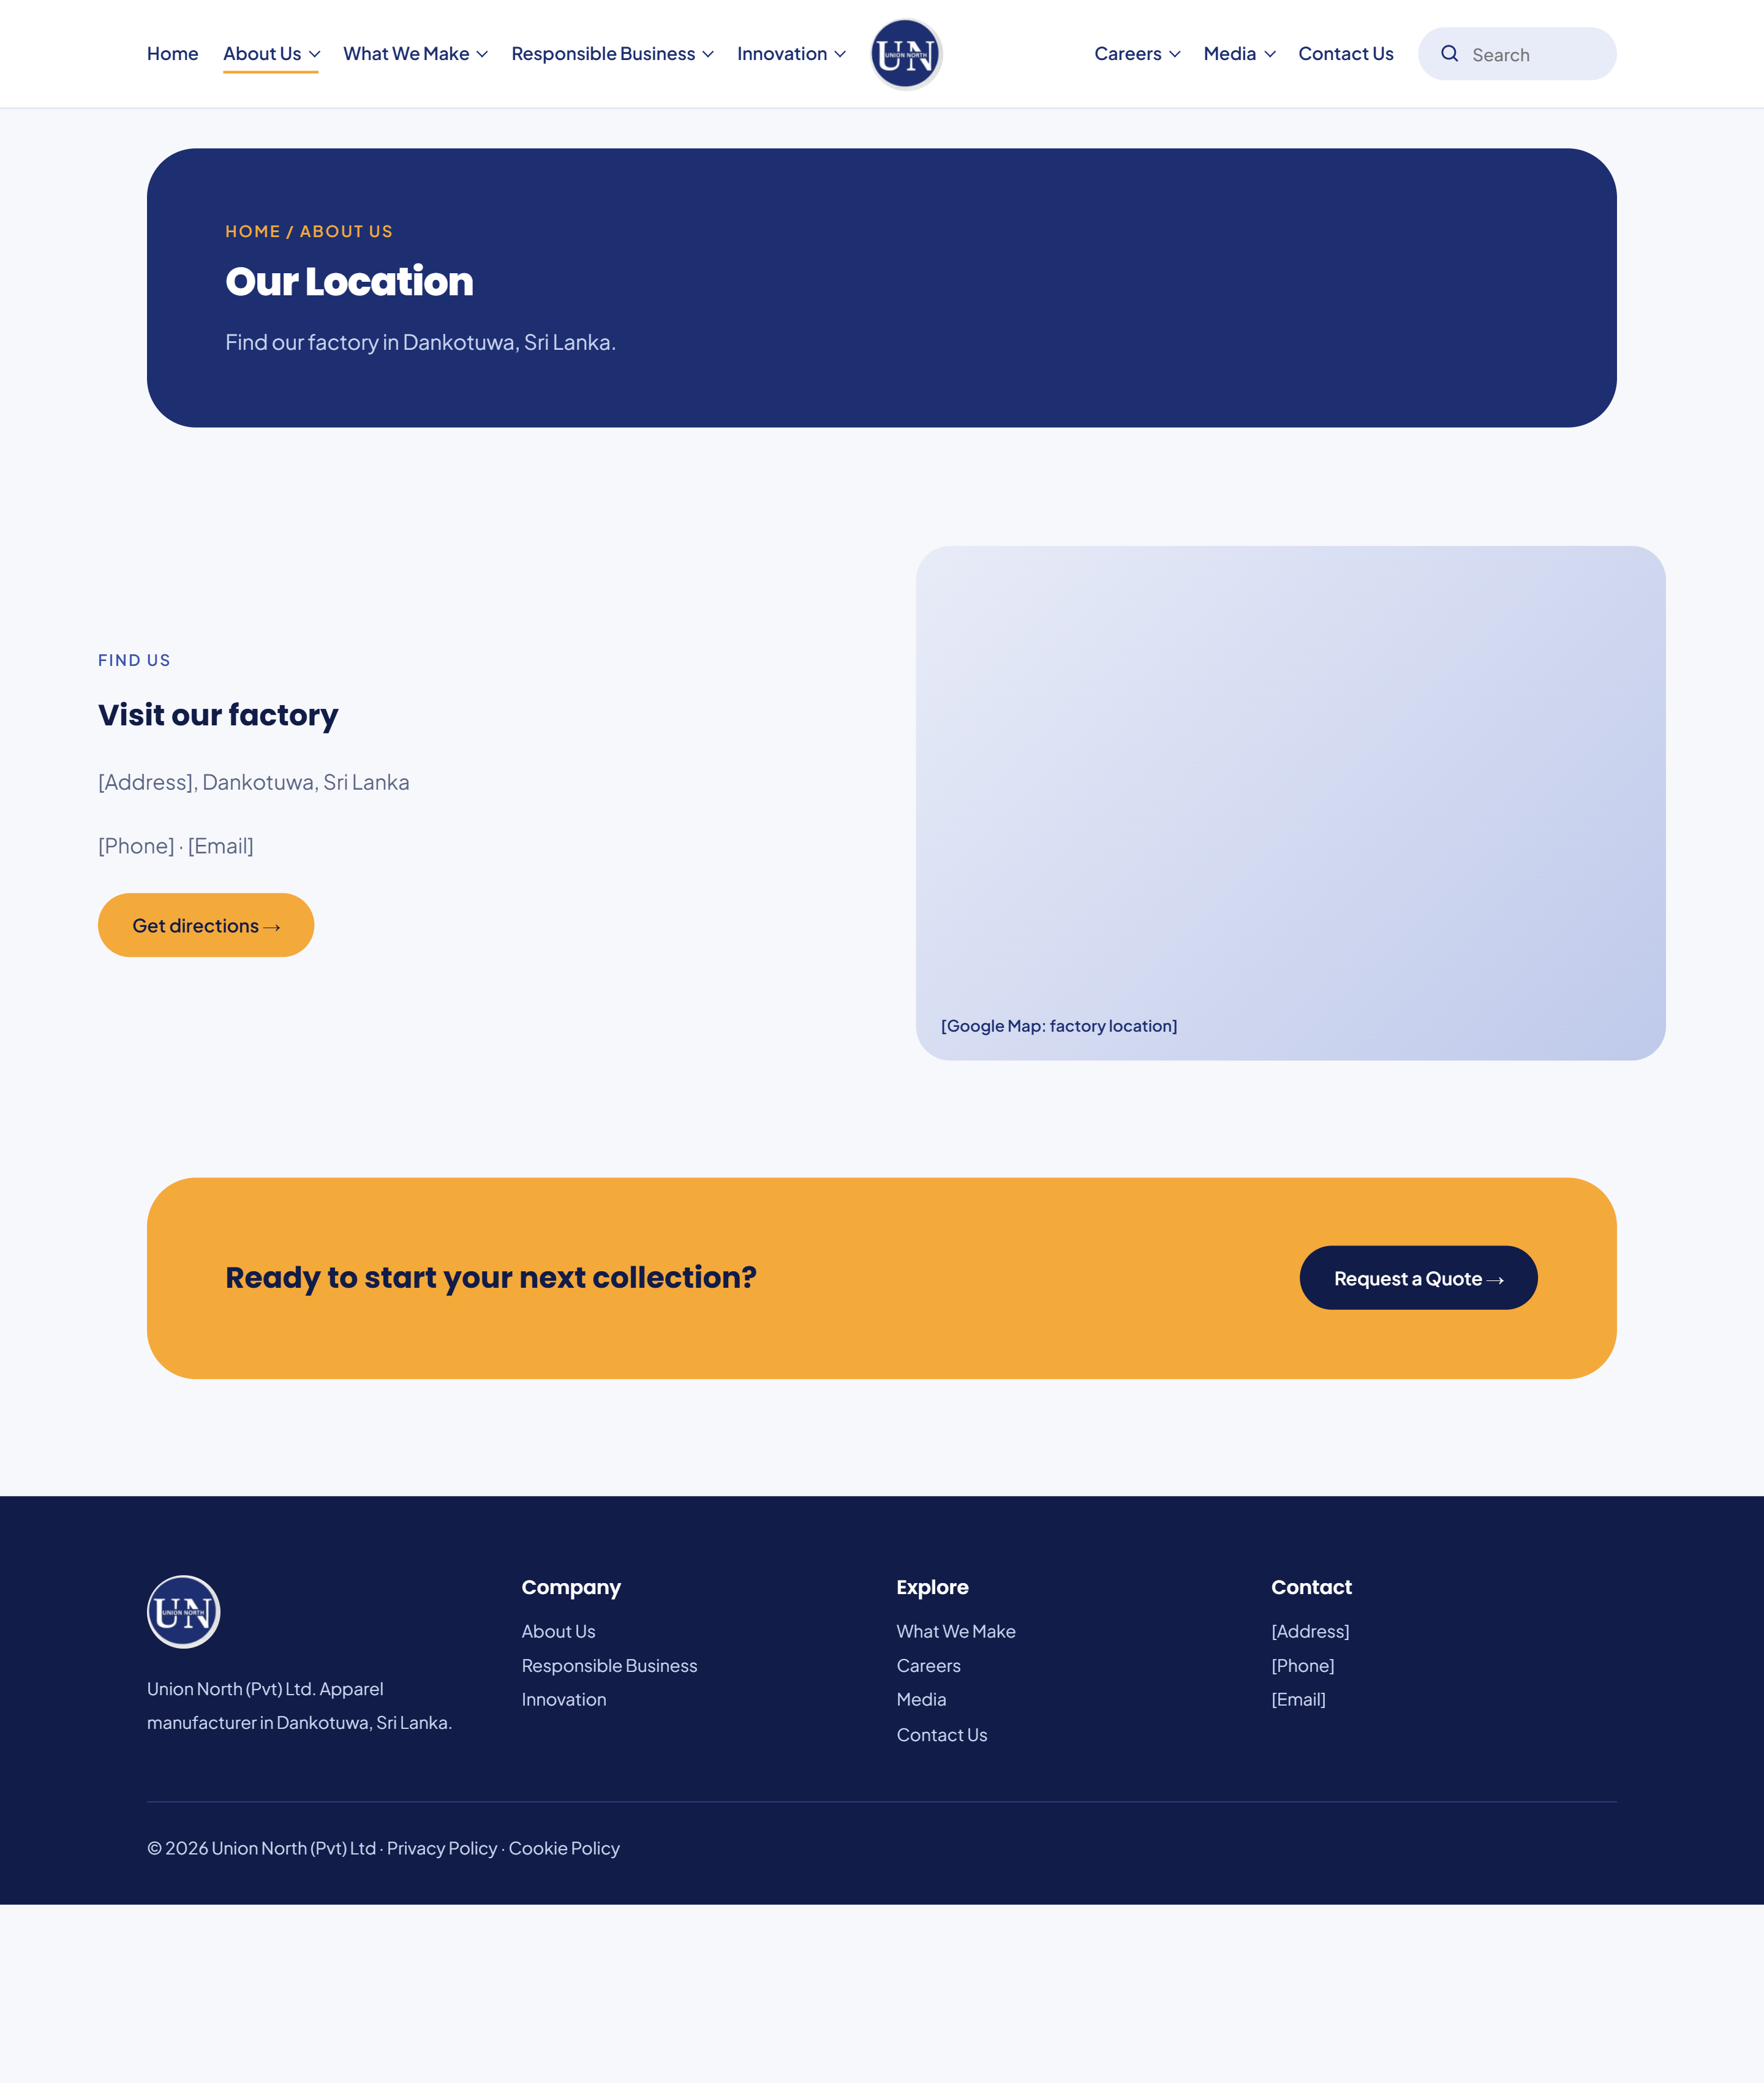 Home About Us What We Make Responsible Business Innovation UN UNION NORTH Careers Media Contact Us Search
HOME / ABOUT US
Our Location
Find our factory in Dankotuwa, Sri Lanka.
FIND US
Visit our factory
[Address], Dankotuwa, Sri Lanka
[Phone] · [Email]
Get directions →
[Google Map: factory location]
Ready to start your next collection?
Request a Quote →
UN UNION NORTH
Union North (Pvt) Ltd. Apparel
manufacturer in Dankotuwa, Sri Lanka.
Company
About Us
Responsible Business
Innovation
Explore
What We Make
Careers
Media
Contact Us
Contact
[Address]
[Phone]
[Email]
© 2026 Union North (Pvt) Ltd · Privacy Policy · Cookie Policy